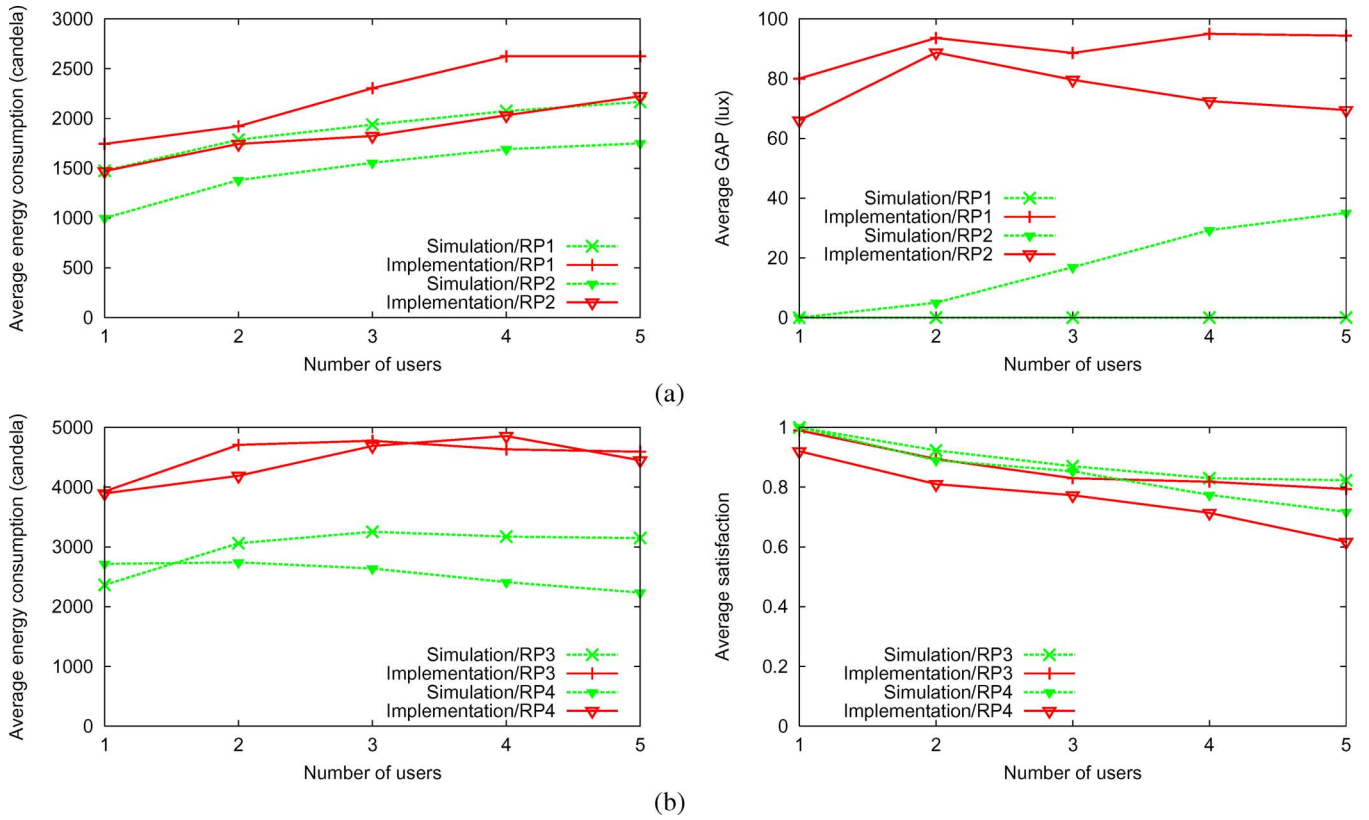 Average energy consumption (candela)
3000
2500
2000
1500
1000
500
0
Simulation/RP1
Implementation/RP1
Simulation/RP2
Implementation/RP2
1 2 3 4 5
Number of users
Average GAP (lux)
100
80
60
40
20
0
Simulation/RP1
Implementation/RP1
Simulation/RP2
Implementation/RP2
1 2 3 4 5
Number of users
(a)
Average energy consumption (candela)
5000
4000
3000
2000
1000
0
Simulation/RP3
Implementation/RP3
Simulation/RP4
Implementation/RP4
1 2 3 4 5
Number of users
Average satisfaction
1
0.8
0.6
0.4
0.2
0
Simulation/RP3
Implementation/RP3
Simulation/RP4
Implementation/RP4
1 2 3 4 5
Number of users
(b)